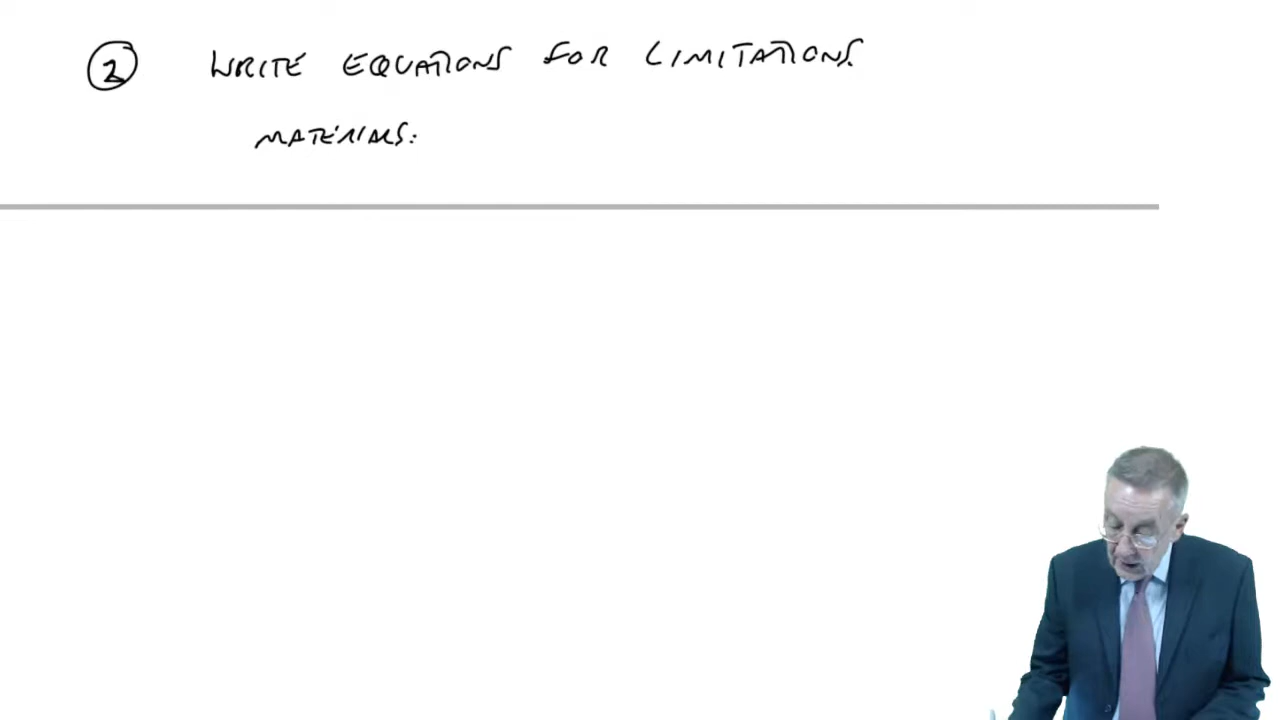 ② WRITE EQUATIONS FOR LIMITATIONS.
MATERIALS: